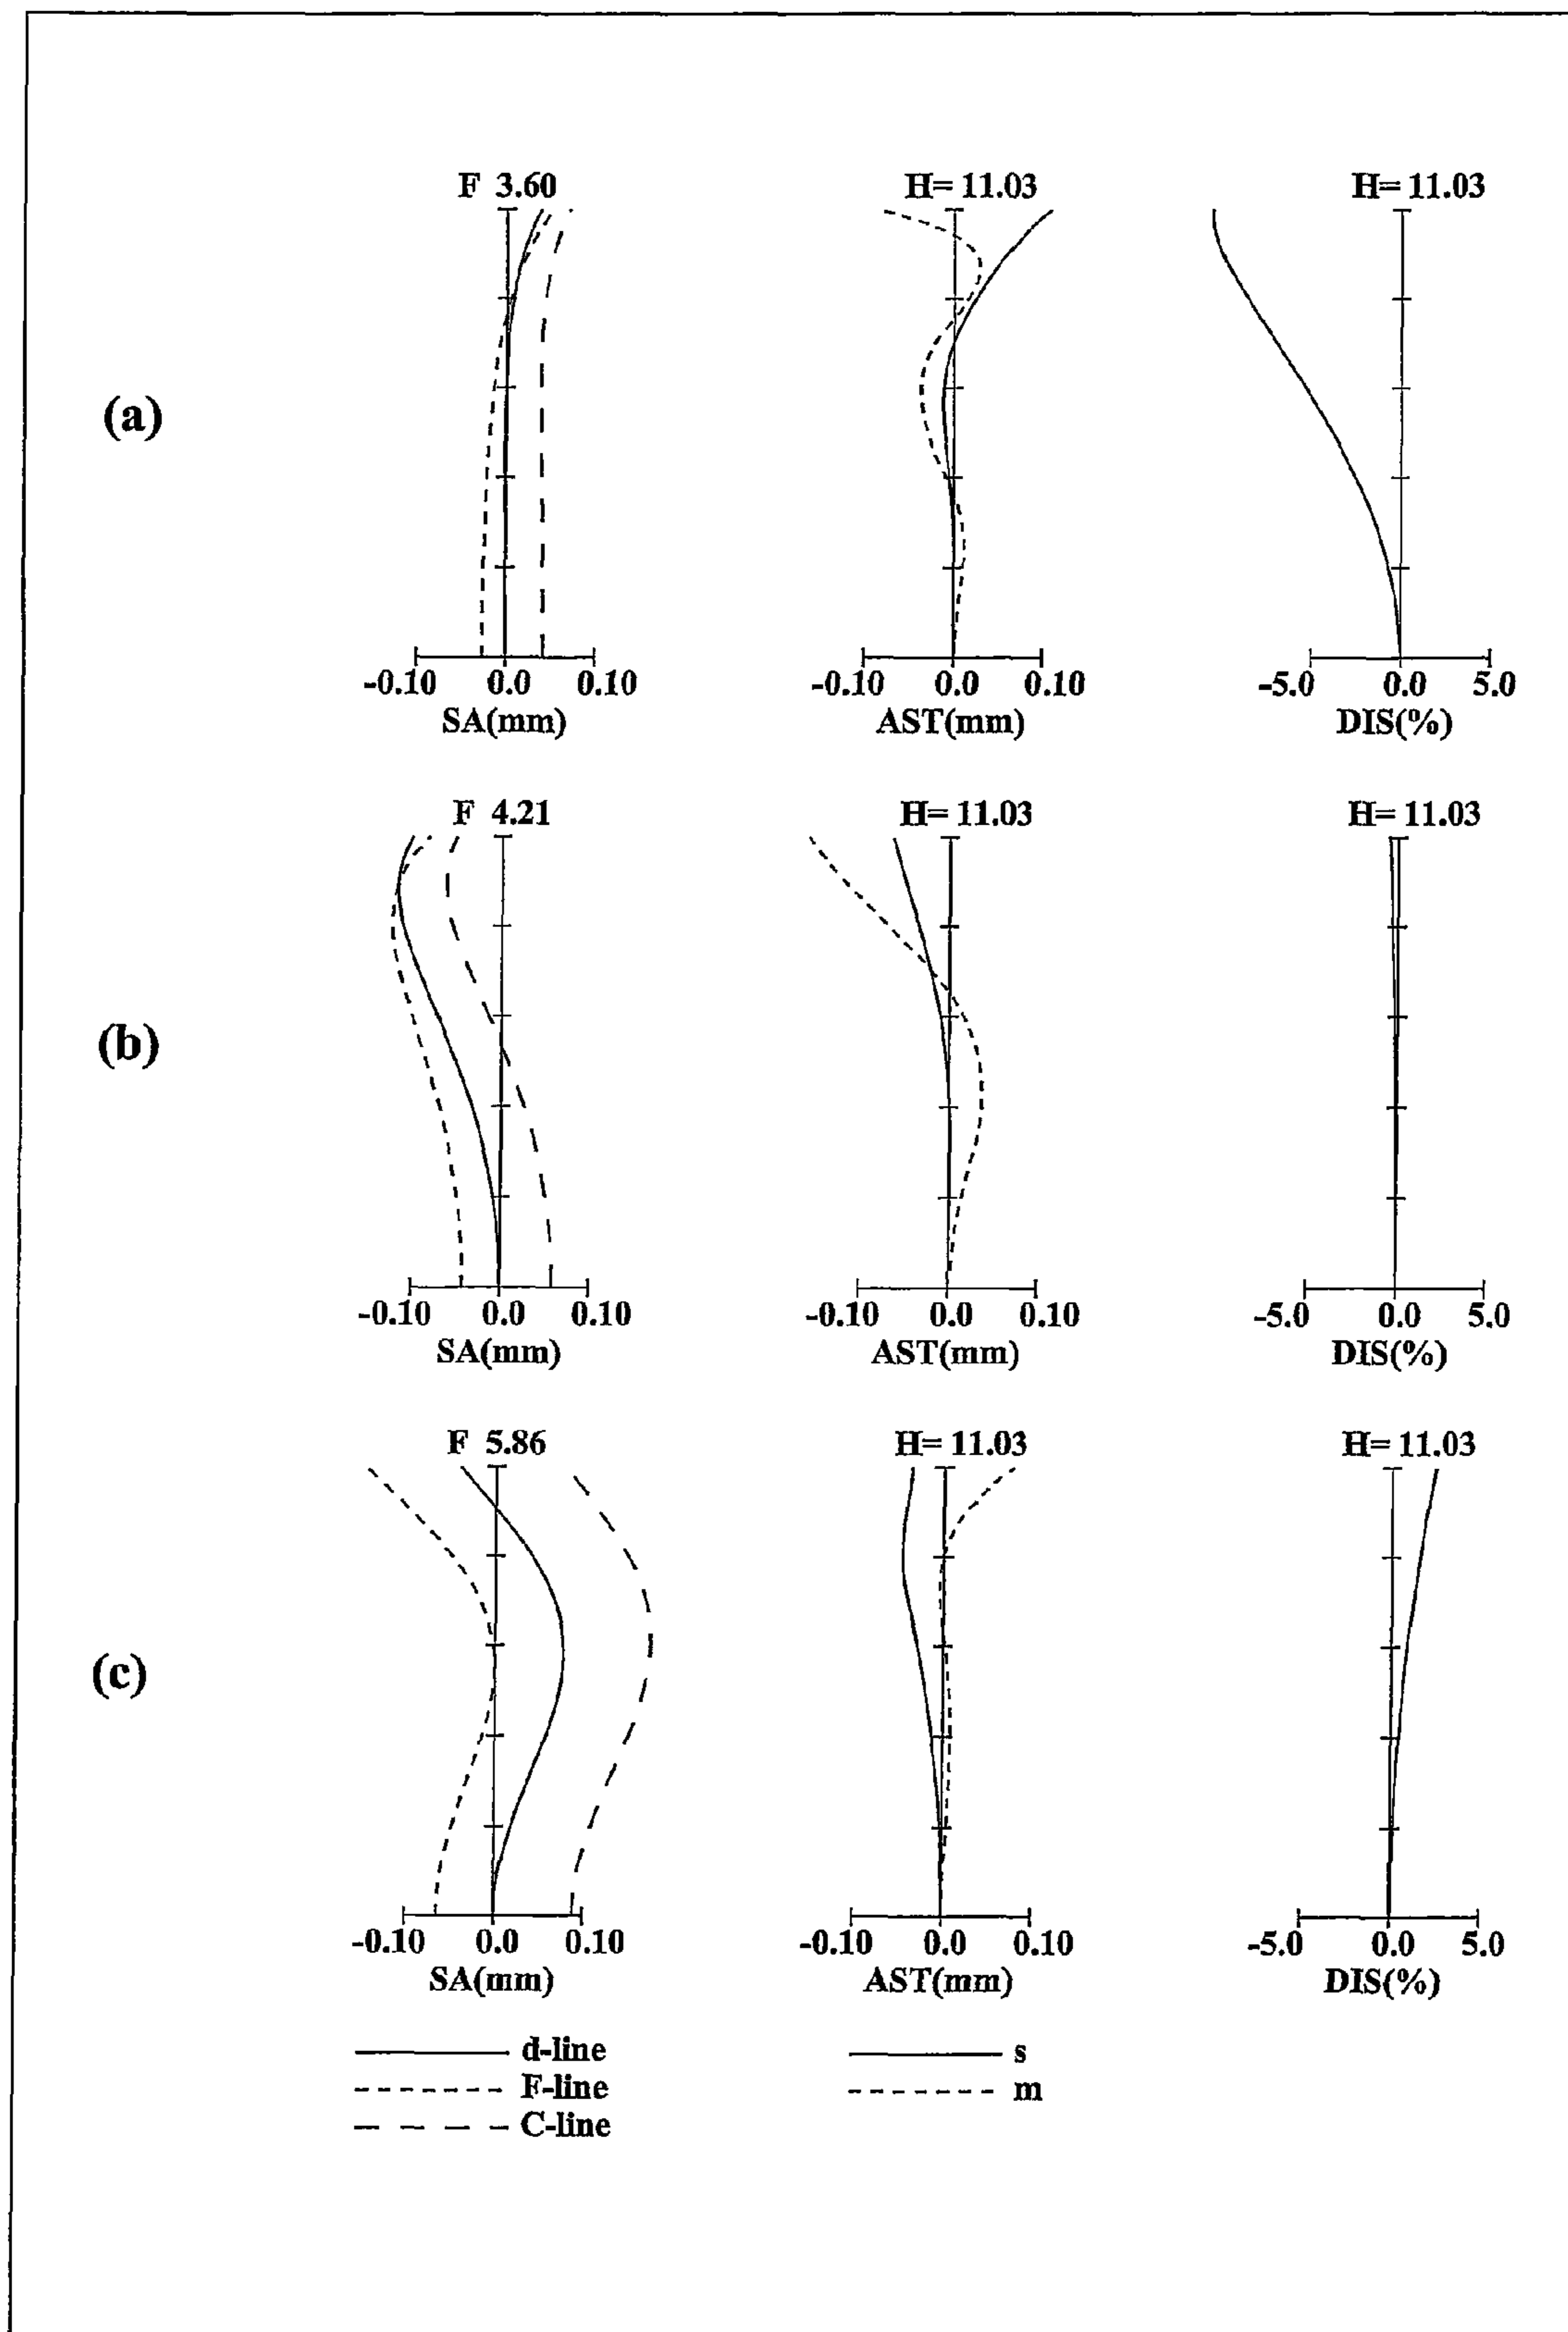 F 3.60 H= 11.03 H= 11.03
(a)
-0.10 0.0 0.10 -0.10 0.0 0.10 -5.0 0.0 5.0
SA(mm) AST(mm) DIS(%)
F 4.21 H= 11.03 H= 11.03
(b)
-0.10 0.0 0.10 -0.10 0.0 0.10 -5.0 0.0 5.0
SA(mm) AST(mm) DIS(%)
F 5.86 H= 11.03 H= 11.03
(c)
-0.10 0.0 0.10 -0.10 0.0 0.10 -5.0 0.0 5.0
SA(mm) AST(mm) DIS(%)
d-line s
F-line m
C-line